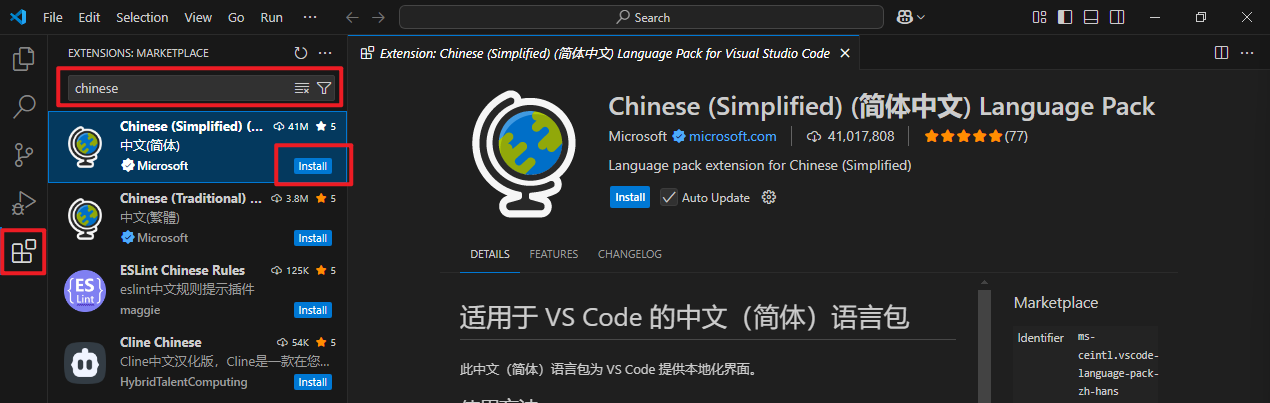 File Edit Selection View Go Run ··· Search
EXTENSIONS: MARKETPLACE
chinese
Chinese (Simplified) (... 41M 5
中文(简体)
Microsoft Install
Chinese (Traditional) ... 3.8M 5
中文(繁體)
Microsoft Install
ES Lint
ESLint Chinese Rules 125K 5
eslint中文规则提示插件
maggie Install
Cline Chinese 54K 5
Cline中文汉化版，Cline是一款在您...
HybridTalentComputing Install
Extension: Chinese (Simplified) (简体中文) Language Pack for Visual Studio Code
Chinese (Simplified) (简体中文) Language Pack
Microsoft microsoft.com 41,017,808 (77)
Language pack extension for Chinese (Simplified)
Install Auto Update
DETAILS FEATURES CHANGELOG
适用于 VS Code 的中文（简体）语言包
此中文（简体）语言包为 VS Code 提供本地化界面。
Marketplace
Identifier ms-
ceintl.vscode-
language-pack-
zh-hans